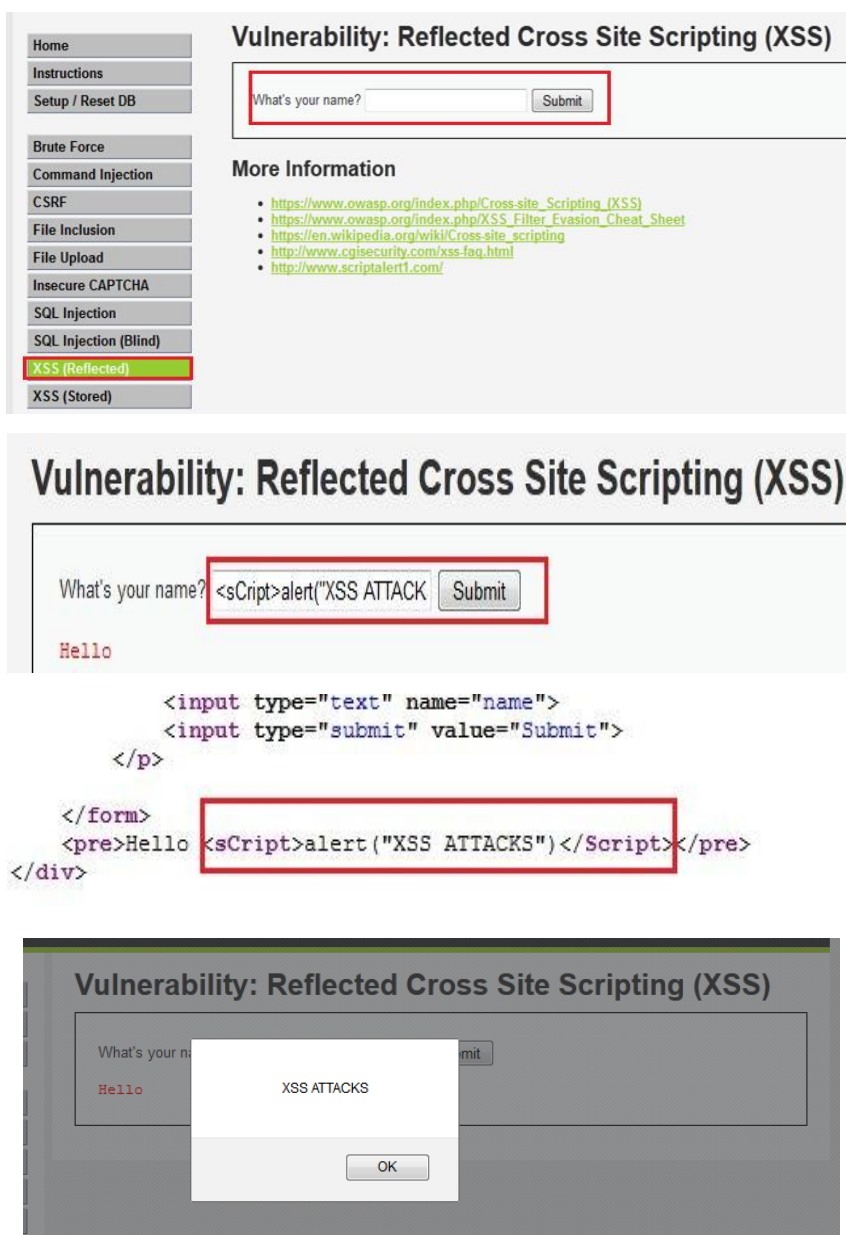 Home
Instructions
Setup / Reset DB
Brute Force
Command Injection
CSRF
File Inclusion
File Upload
Insecure CAPTCHA
SQL Injection
SQL Injection (Blind)
XSS (Reflected)
XSS (Stored)
Vulnerability: Reflected Cross Site Scripting (XSS)
What's your name? Submit
More Information
https://www.owasp.org/index.php/Cross-site_Scripting_(XSS)
https://www.owasp.org/index.php/XSS_Filter_Evasion_Cheat_Sheet
https://en.wikipedia.org/wiki/Cross-site_scripting
http://www.cgisecurity.com/xss-faq.html
http://www.scriptalert1.com/
Vulnerability: Reflected Cross Site Scripting (XSS)
What's your name? <sCript>alert("XSS ATTACK Submit
Hello
<input type="text" name="name">
<input type="submit" value="Submit">
</p>
</form>
<pre>Hello <sCript>alert("XSS ATTACKS")</Script></pre>
</div>
Vulnerability: Reflected Cross Site Scripting (XSS)
What's your na mit
Hello
XSS ATTACKS
OK